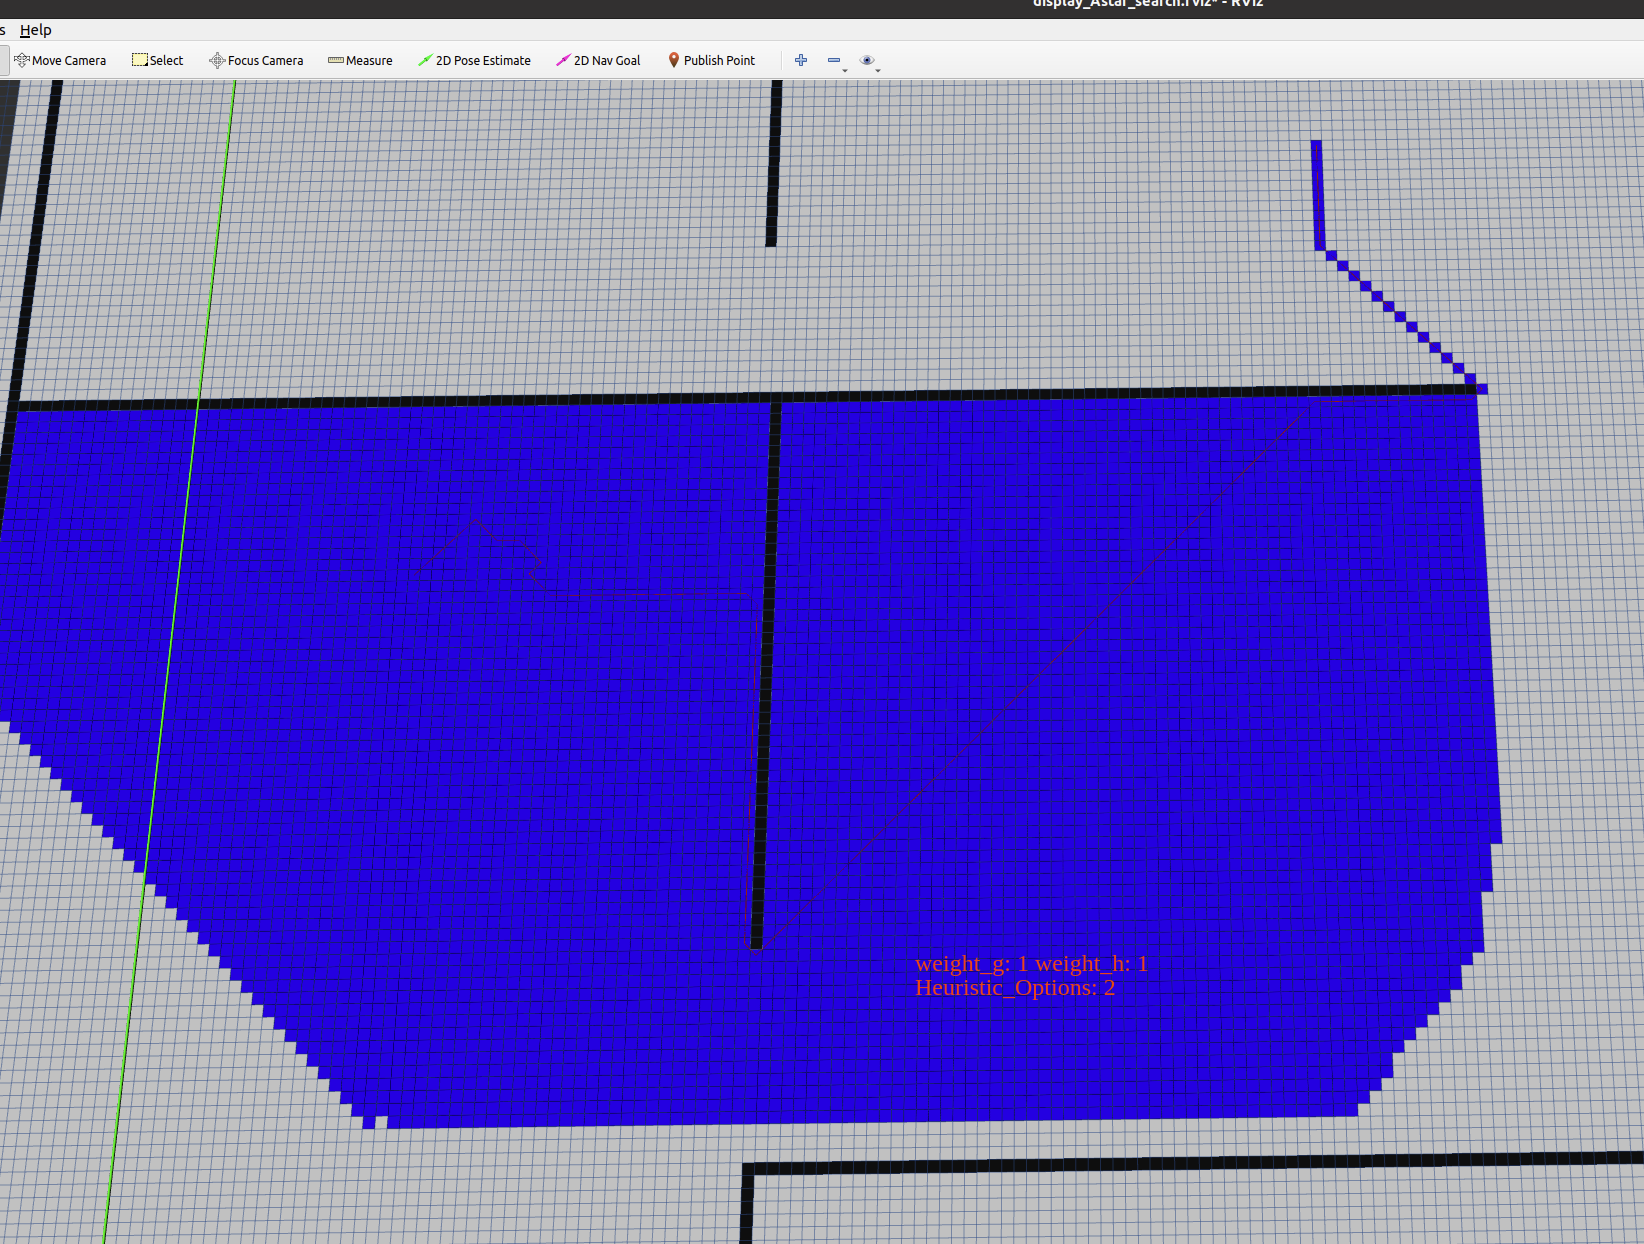 display_Astar_search.rviz* - RViz
s Help
Move Camera Select Focus Camera Measure 2D Pose Estimate 2D Nav Goal Publish Point
weight_g: 1 weight_h: 1
Heuristic_Options: 2